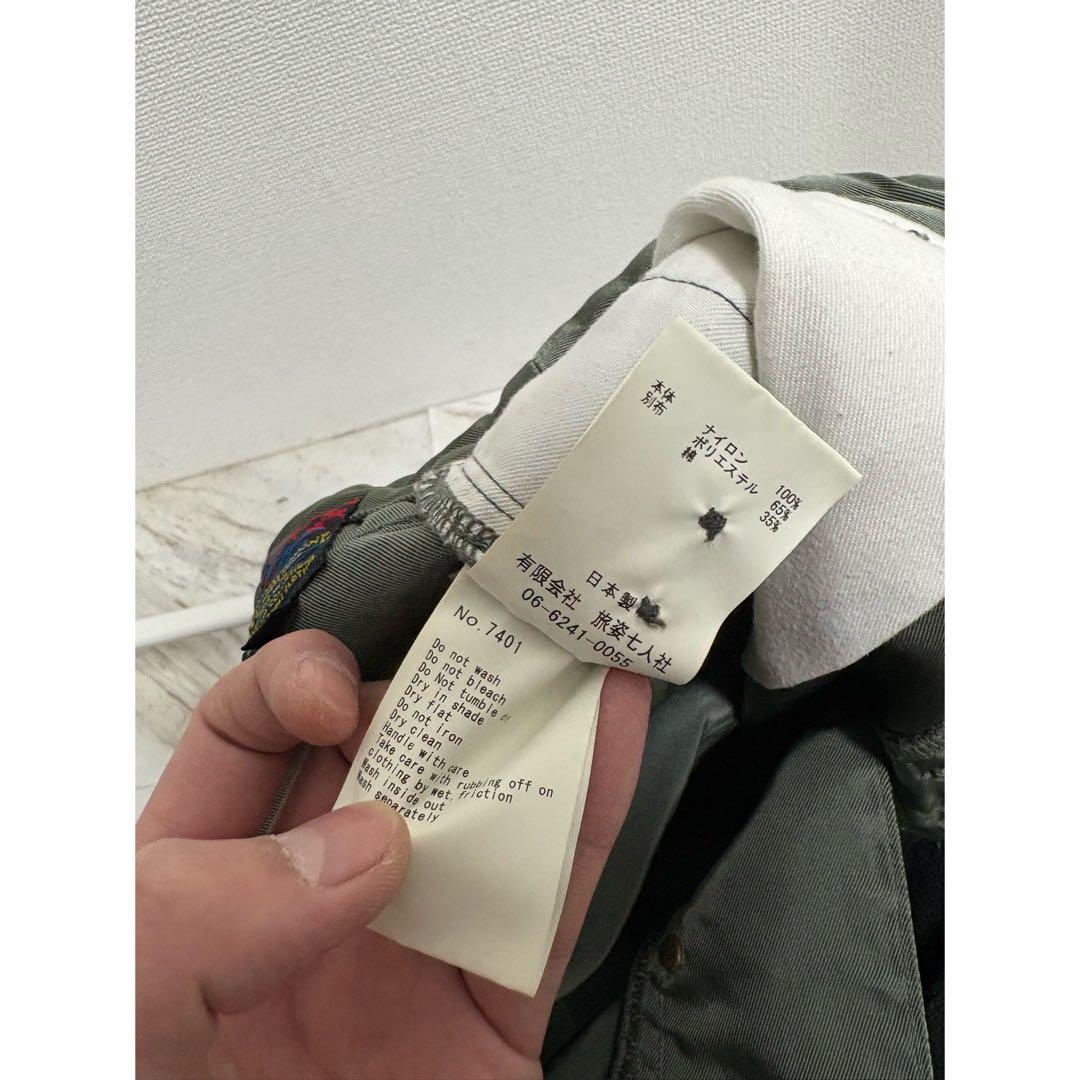 本体
別布
ナイロン 100%
ポリエステル 65%
綿 35%
日本製
有限会社 旅姿七人社
06-6241-0055
No.7401
Do not wash
Do not bleach
Do Not tumble
Dry in shade
Dry flat
Do not iron
Dry clean
Handle with care
Take care with rubbing off on
clothing by wet, friction
Wash inside out
Wash separately